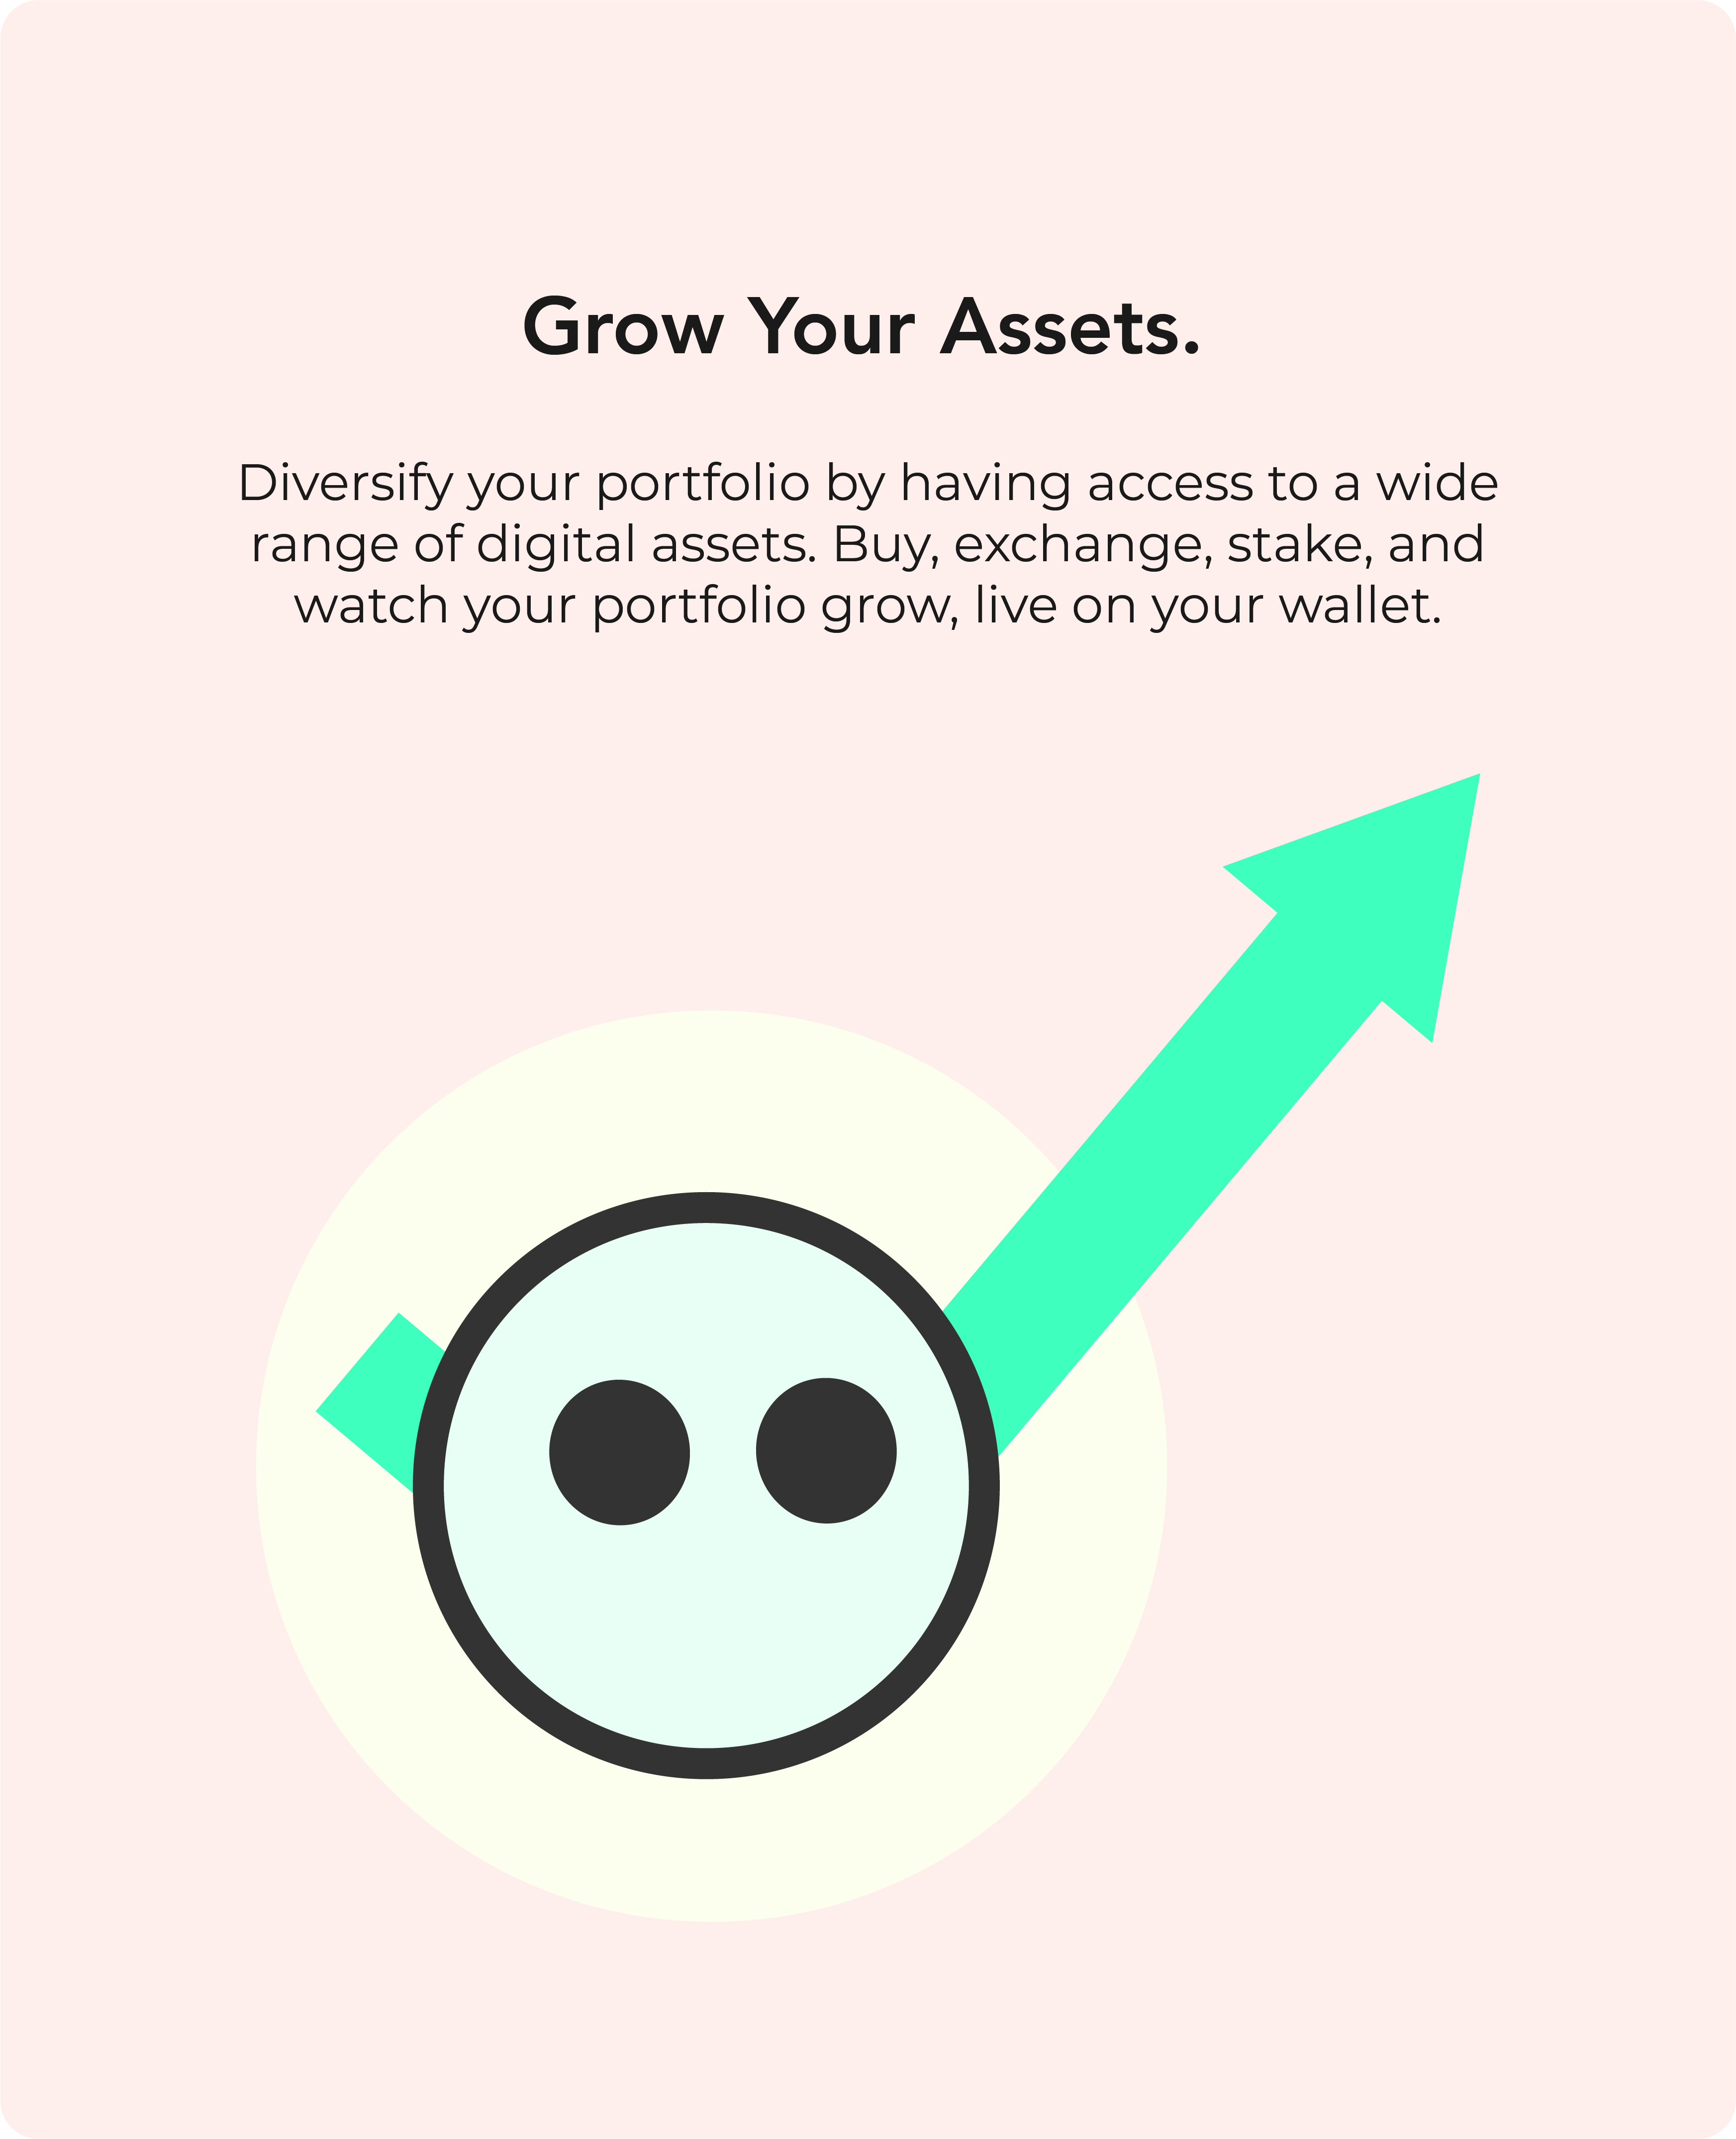 Grow Your Assets.
Diversify your portfolio by having access to a wide
range of digital assets. Buy, exchange, stake, and
watch your portfolio grow, live on your wallet.